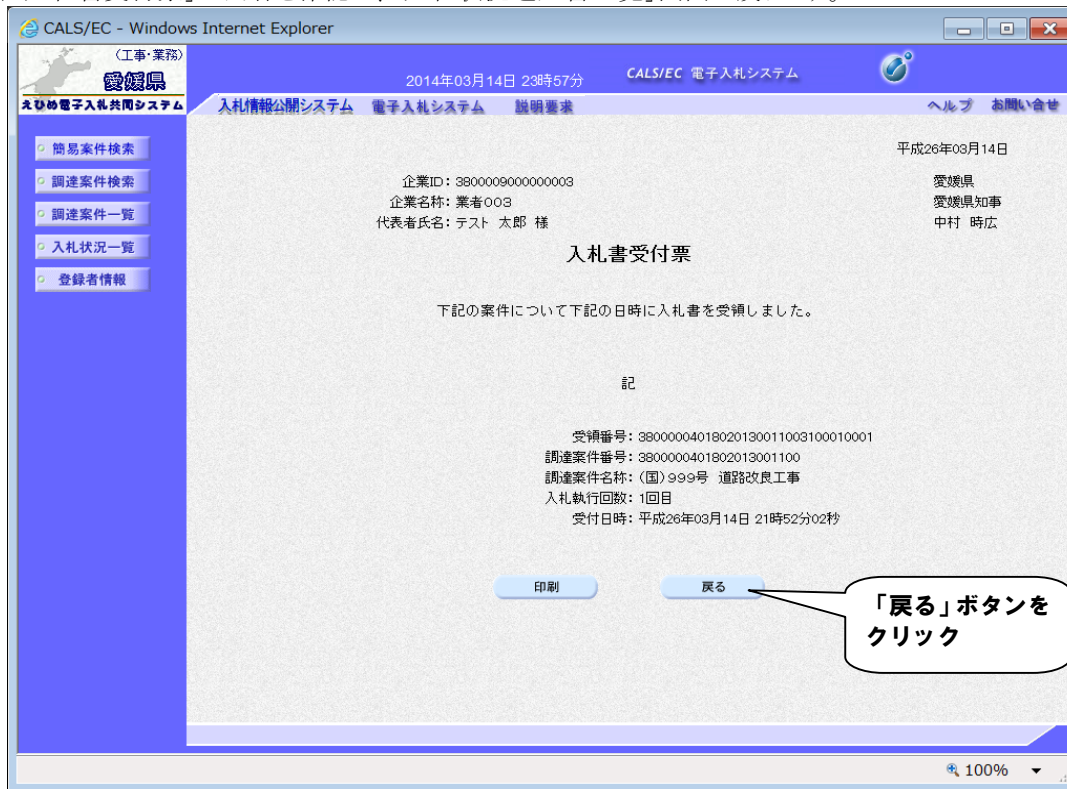 CALS/EC - Windows Internet Explorer
(工事・業務)
愛媛県
えひめ電子入札共同システム
2014年03月14日 23時57分
CALS/EC 電子入札システム
入札情報公開システム 電子入札システム 説明要求
ヘルプ お問い合せ
簡易案件検索
調達案件検索
調達案件一覧
入札状況一覧
登録者情報
平成26年03月14日
企業ID：3800009000000003
企業名称：業者003
代表者氏名：テスト 太郎 様
愛媛県
愛媛県知事
中村 時広
入札書受付票
下記の案件について下記の日時に入札書を受領しました。
記
受領番号：38000004018020130011003100010001
調達案件番号：3800000401802013001100
調達案件名称：(国)999号 道路改良工事
入札執行回数：1回目
受付日時：平成26年03月14日 21時52分02秒
印刷
戻る
「戻る」ボタンを
クリック
100%